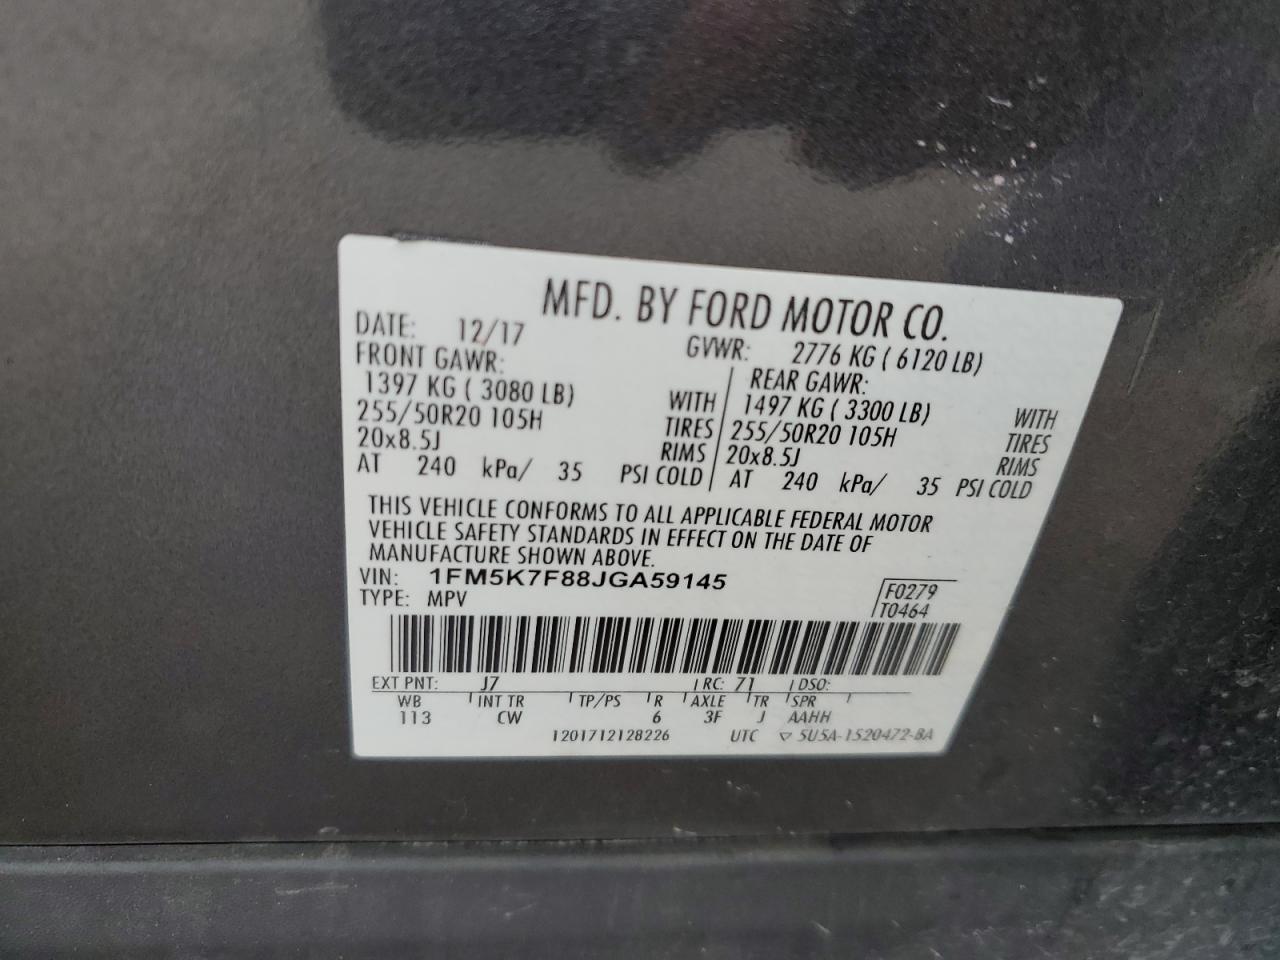 MFD. BY FORD MOTOR CO.
DATE: 12/17 GVWR: 2776 KG ( 6120 LB)
FRONT GAWR: REAR GAWR:
1397 KG ( 3080 LB) WITH 1497 KG ( 3300 LB) WITH
255/50R20 105H TIRES 255/50R20 105H TIRES
20x8.5J RIMS 20x8.5J RIMS
AT 240 kPa/ 35 PSI COLD AT 240 kPa/ 35 PSI COLD
THIS VEHICLE CONFORMS TO ALL APPLICABLE FEDERAL MOTOR
VEHICLE SAFETY STANDARDS IN EFFECT ON THE DATE OF
MANUFACTURE SHOWN ABOVE.
VIN: 1FM5K7F88JGA59145 F0279
TYPE: MPV T0464
EXT PNT: J7 RC: 71 DSO:
WB INT TR TP/PS R AXLE TR SPR
113 CW 6 3F J AAHH
1201712128226 UTC ▽ 5U5A-1520472-BA